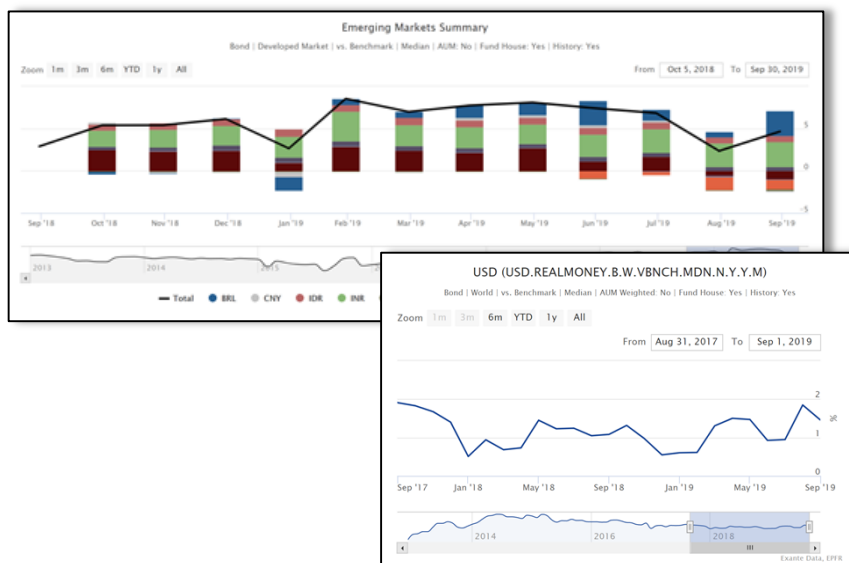 Emerging Markets Summary
Bond | Developed Market | vs. Benchmark | Median | AUM: No | Fund House: Yes | History: Yes
Zoom 1m 3m 6m YTD 1y All From Oct 5, 2018 To Sep 30, 2019
5
0
-5
Sep '18 Oct '18 Nov '18 Dec '18 Jan '19 Feb '19 Mar '19 Apr '19 May '19 Jun '19 Jul '19 Aug '19 Sep '19
2013 2014 2015
Total BRL CNY IDR INR
USD (USD.REALMONEY.B.W.VBNCH.MDN.N.Y.Y.M)
Bond | World | vs. Benchmark | Median | AUM Weighted: No | Fund House: Yes | History: Yes
Zoom 1m 3m 6m YTD 1y All
From Aug 31, 2017 To Sep 1, 2019
2
%
1
0
Sep '17 Jan '18 May '18 Sep '18 Jan '19 May '19 Sep '19
2014 2016 2018
Exante Data, EPFR